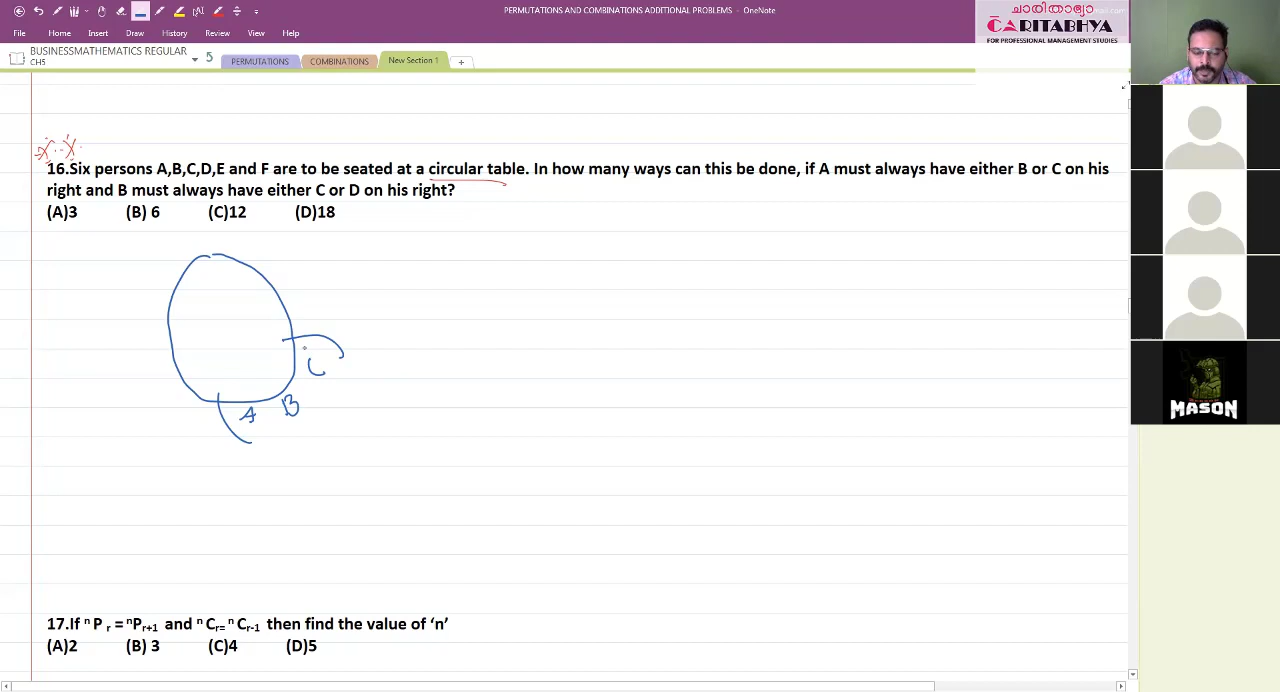 PERMUTATIONS AND COMBINATIONS ADDITIONAL PROBLEMS - OneNote
ചാരിതാഭ്യാ
CARITABHYA
FOR PROFESSIONAL MANAGEMENT STUDIES
File Home Insert Draw History Review View Help
BUSINESSMATHEMATICS REGULAR
CH5
PERMUTATIONS COMBINATIONS New Section 1
16.Six persons A,B,C,D,E and F are to be seated at a circular table. In how many ways can this be done, if A must always have either B or C on his
right and B must always have either C or D on his right?
(A)3 (B) 6 (C)12 (D)18
C
A B
MASON
17.If ⁿ P ᵣ = ⁿPᵣ₊₁ and ⁿ Cᵣ₌ ⁿ Cᵣ₋₁ then find the value of ‘n’
(A)2 (B) 3 (C)4 (D)5